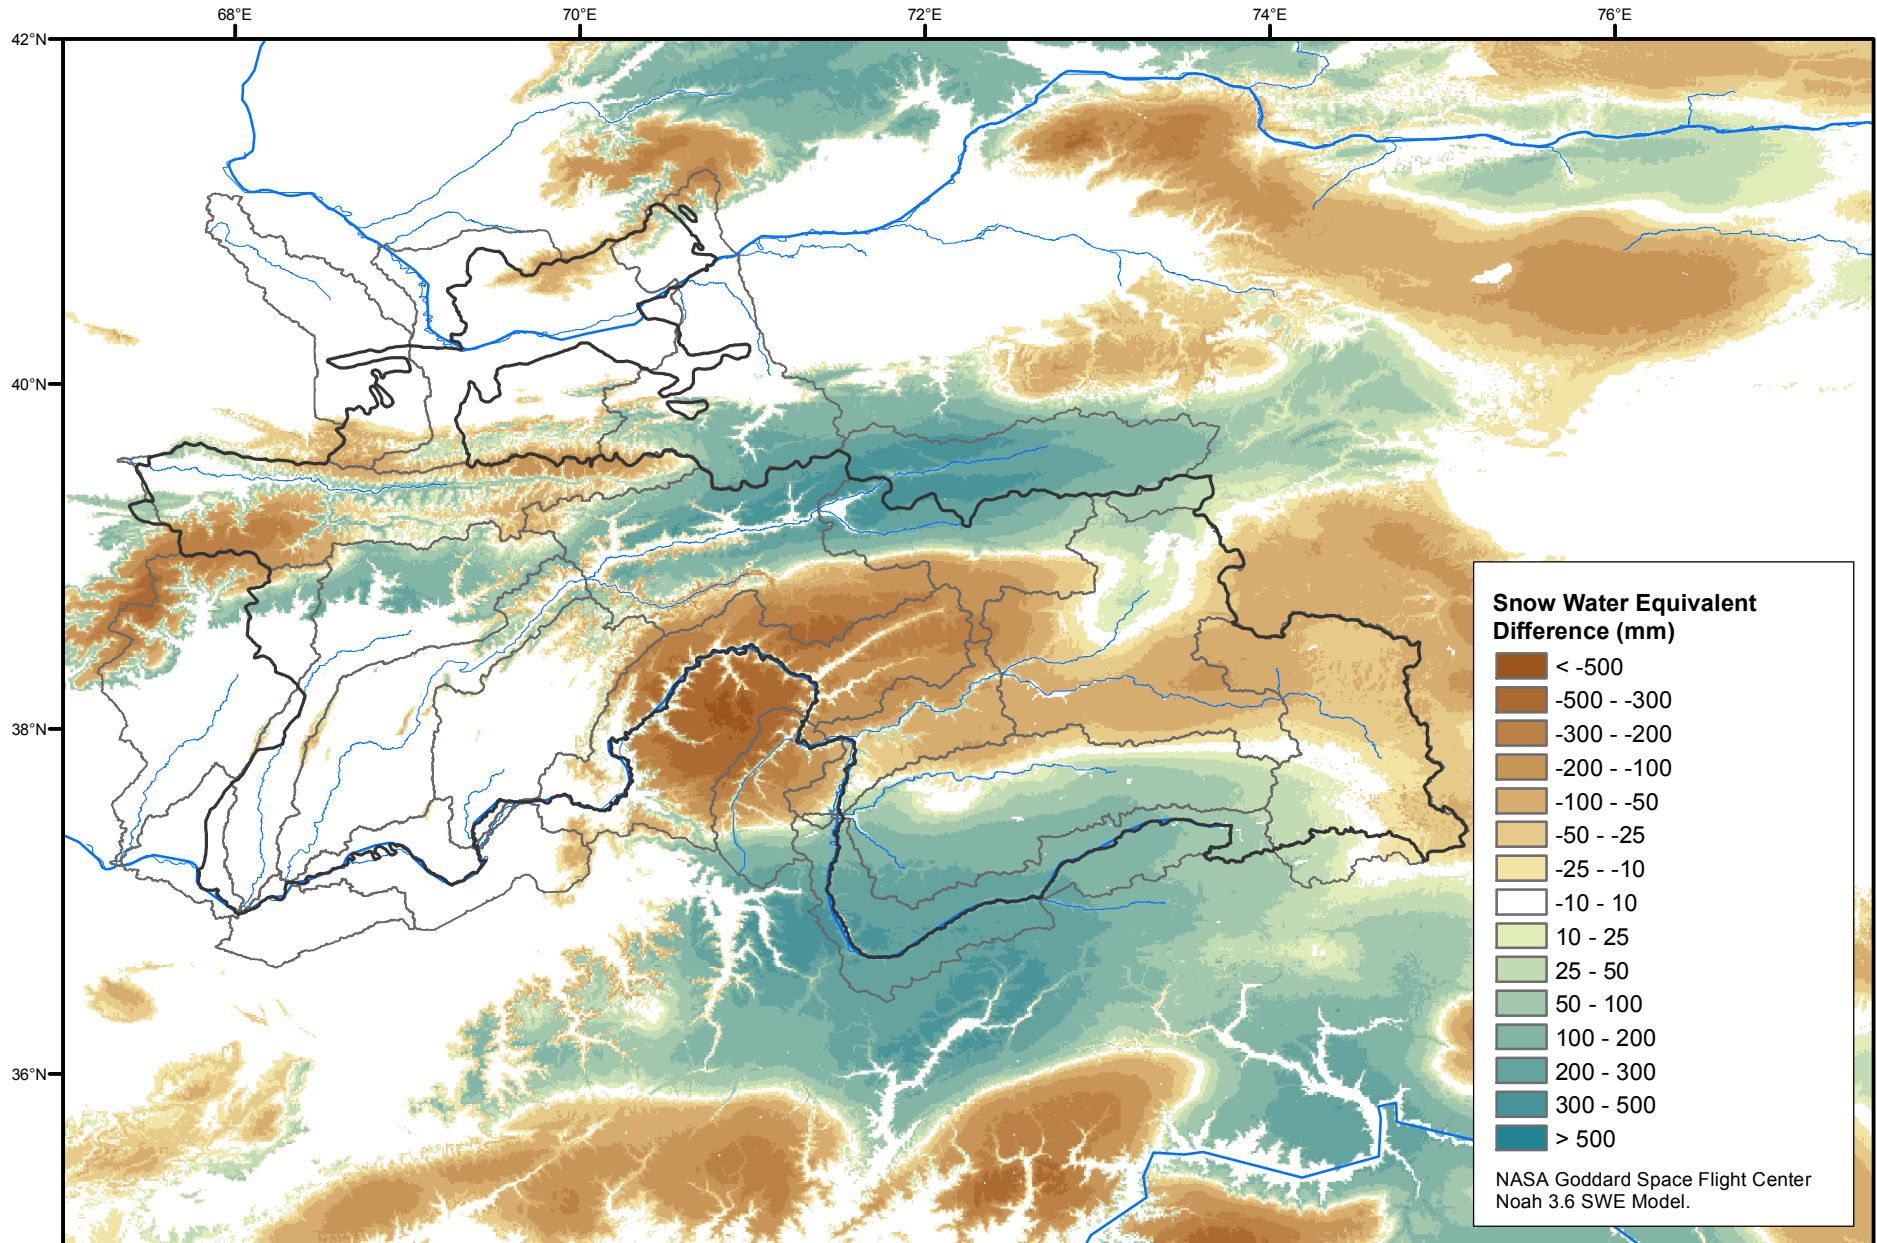 68°E 70°E 72°E 74°E 76°E
42°N
40°N
38°N
36°N
Snow Water Equivalent
Difference (mm)
< -500
-500 - -300
-300 - -200
-200 - -100
-100 - -50
-50 - -25
-25 - -10
-10 - 10
10 - 25
25 - 50
50 - 100
100 - 200
200 - 300
300 - 500
> 500
NASA Goddard Space Flight Center
Noah 3.6 SWE Model.